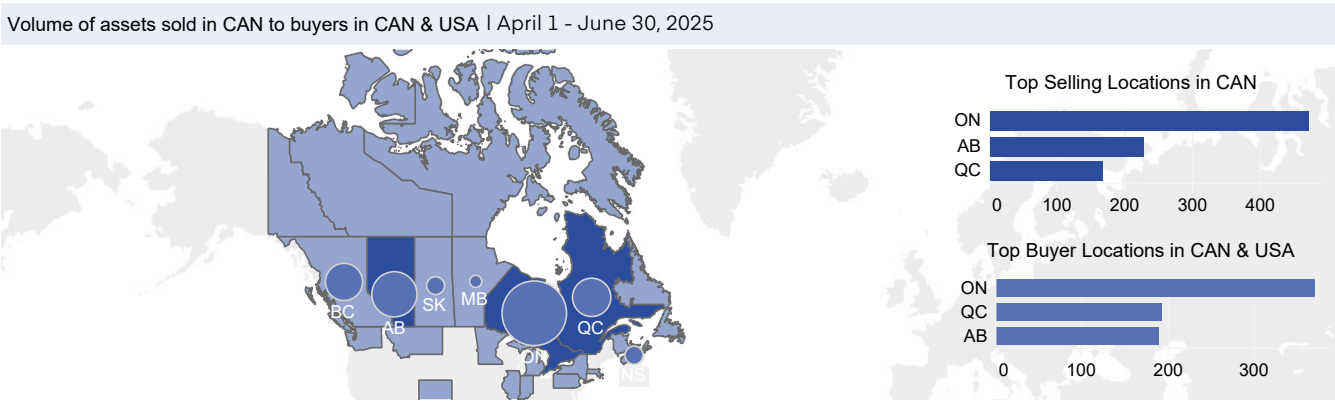 Volume of assets sold in CAN to buyers in CAN & USA | April 1 - June 30, 2025
Top Selling Locations in CAN
ON
AB
QC
0 100 200 300 400
Top Buyer Locations in CAN & USA
ON
QC
AB
0 100 200 300
BC
AB
SK
MB
ON
QC
NS